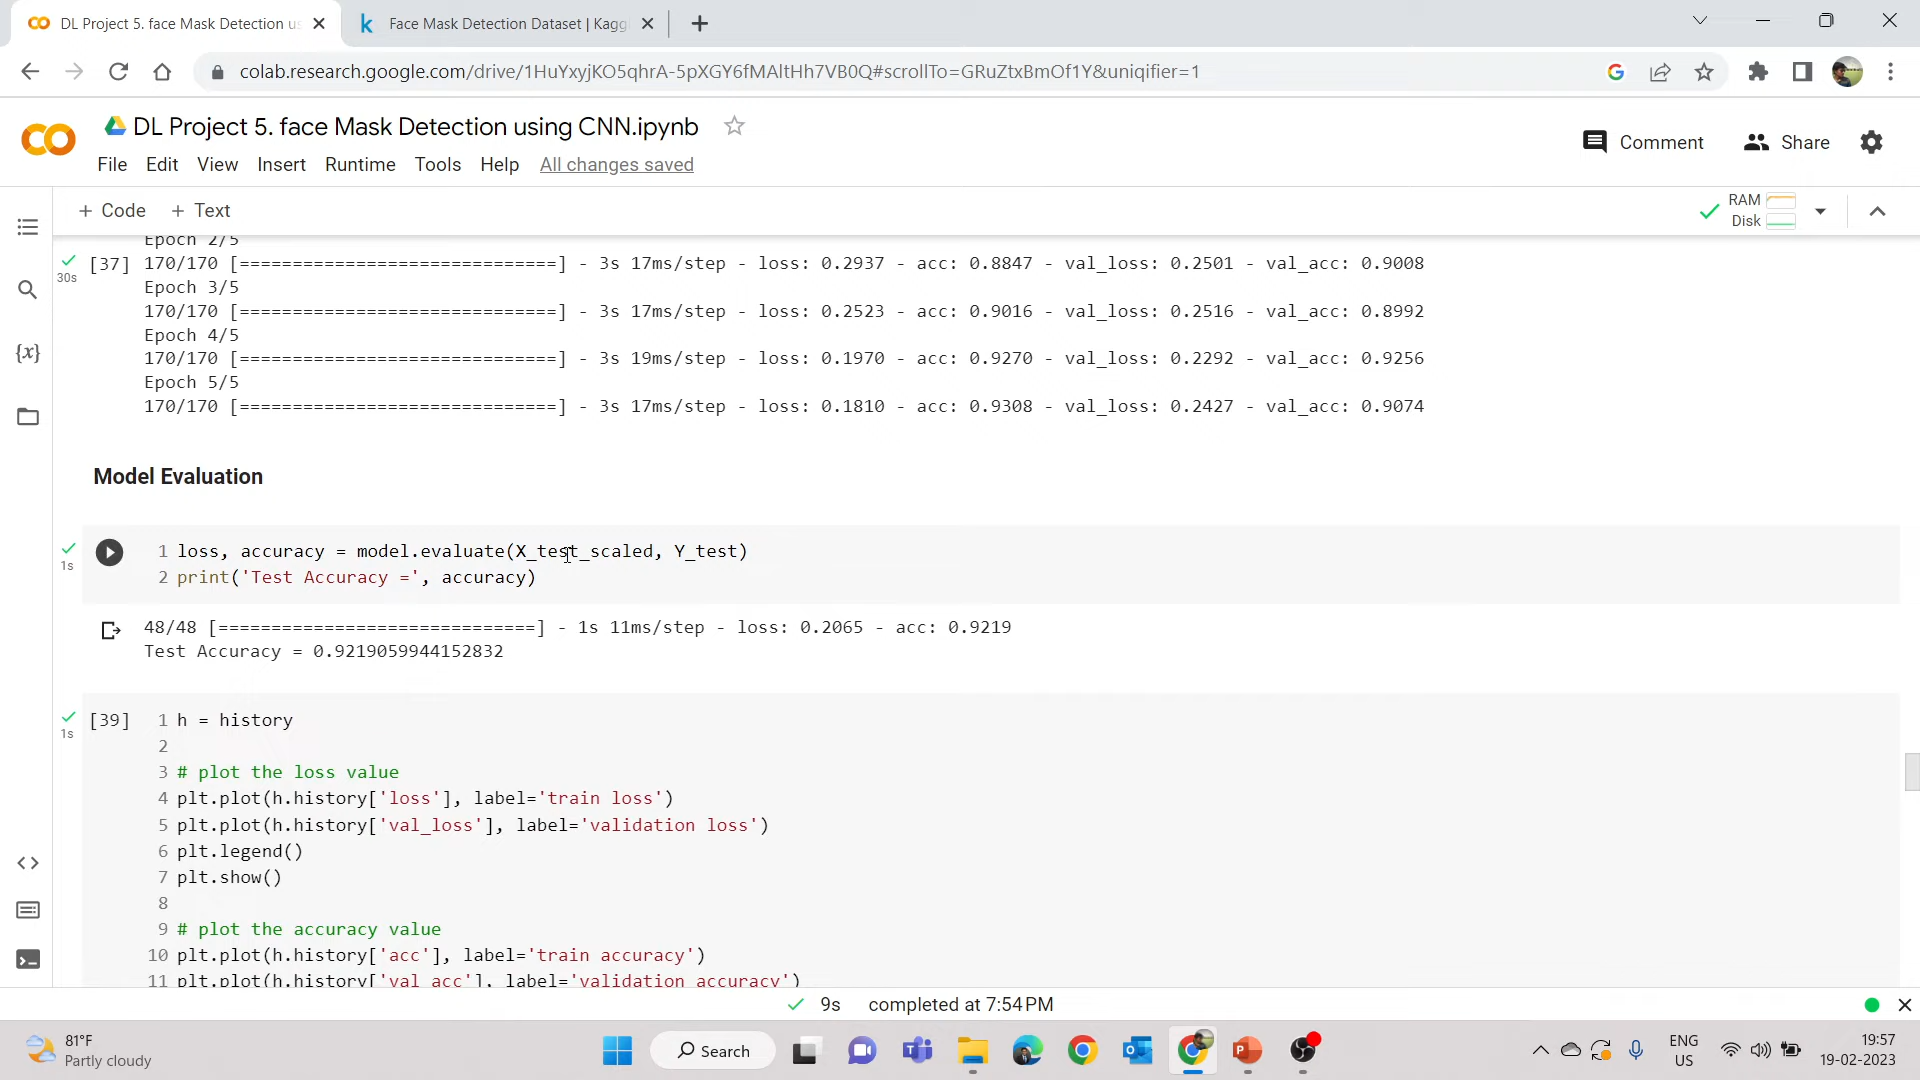 DL Project 5. face Mask Detection us
Face Mask Detection Dataset | Kagg
colab.research.google.com/drive/1HuYxyjKO5qhrA-5pXGY6fMAltHh7VB0Q#scrollTo=GRuZtxBmOf1Y&uniqifier=1
DL Project 5. face Mask Detection using CNN.ipynb
Comment
Share
File Edit View Insert Runtime Tools Help All changes saved
+ Code + Text
RAM
Disk
Epoch 2/5
[37] 170/170 [==============================] - 3s 17ms/step - loss: 0.2937 - acc: 0.8847 - val_loss: 0.2501 - val_acc: 0.9008
30s
Epoch 3/5
170/170 [==============================] - 3s 17ms/step - loss: 0.2523 - acc: 0.9016 - val_loss: 0.2516 - val_acc: 0.8992
Epoch 4/5
170/170 [==============================] - 3s 19ms/step - loss: 0.1970 - acc: 0.9270 - val_loss: 0.2292 - val_acc: 0.9256
Epoch 5/5
170/170 [==============================] - 3s 17ms/step - loss: 0.1810 - acc: 0.9308 - val_loss: 0.2427 - val_acc: 0.9074
Model Evaluation
1 loss, accuracy = model.evaluate(X_test_scaled, Y_test)
1s
2 print('Test Accuracy =', accuracy)
48/48 [==============================] - 1s 11ms/step - loss: 0.2065 - acc: 0.9219
Test Accuracy = 0.9219059944152832
[39] 1 h = history
1s
2
3 # plot the loss value
4 plt.plot(h.history['loss'], label='train loss')
5 plt.plot(h.history['val_loss'], label='validation loss')
6 plt.legend()
7 plt.show()
8
9 # plot the accuracy value
10 plt.plot(h.history['acc'], label='train accuracy')
11 plt.plot(h.history['val_acc'], label='validation accuracy')
9s completed at 7:54 PM
81°F
Partly cloudy
Search
ENG
US
19:57
19-02-2023